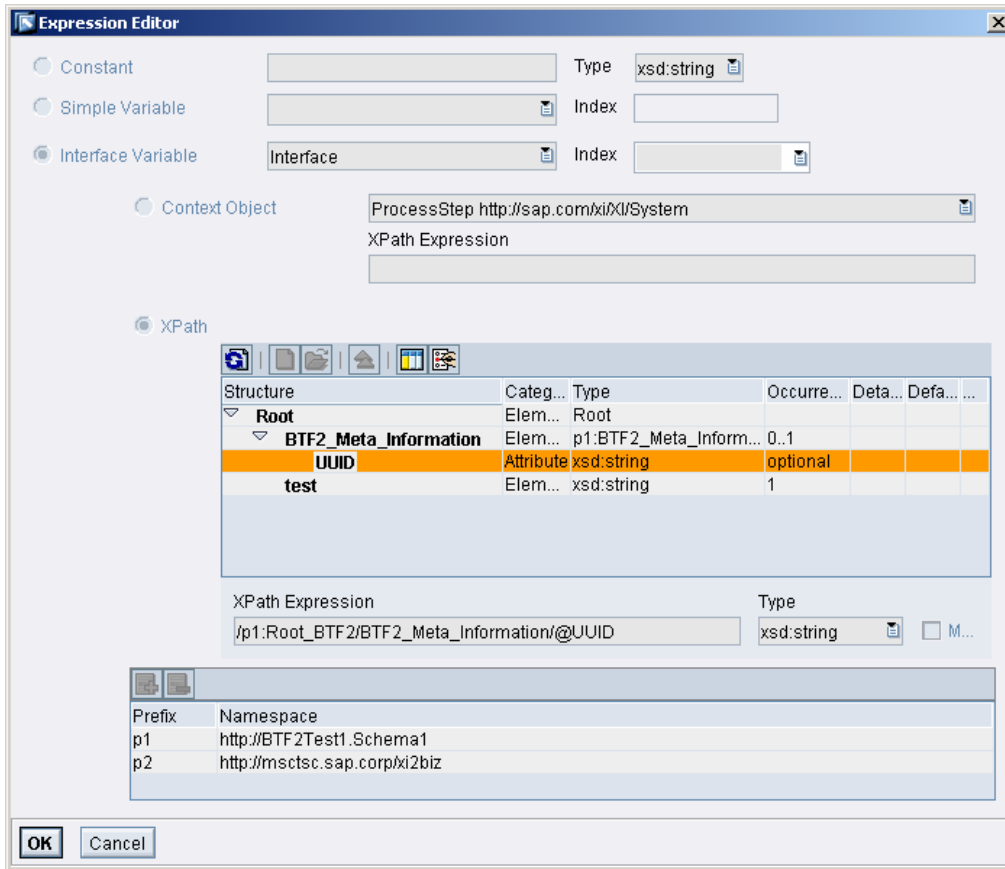 Expression Editor
Constant Type xsd:string
Simple Variable Index
Interface Variable Interface Index
Context Object ProcessStep http://sap.com/xi/XI/System
XPath Expression
XPath
Structure Categ... Type Occurre... Deta... Defa... ...
Root Elem... Root
BTF2_Meta_Information Elem... p1:BTF2_Meta_Inform... 0..1
UUID Attribute xsd:string optional
test Elem... xsd:string 1
XPath Expression Type
/p1:Root_BTF2/BTF2_Meta_Information/@UUID xsd:string M...
Prefix Namespace
p1 http://BTF2Test1.Schema1
p2 http://msctsc.sap.corp/xi2biz
OK Cancel